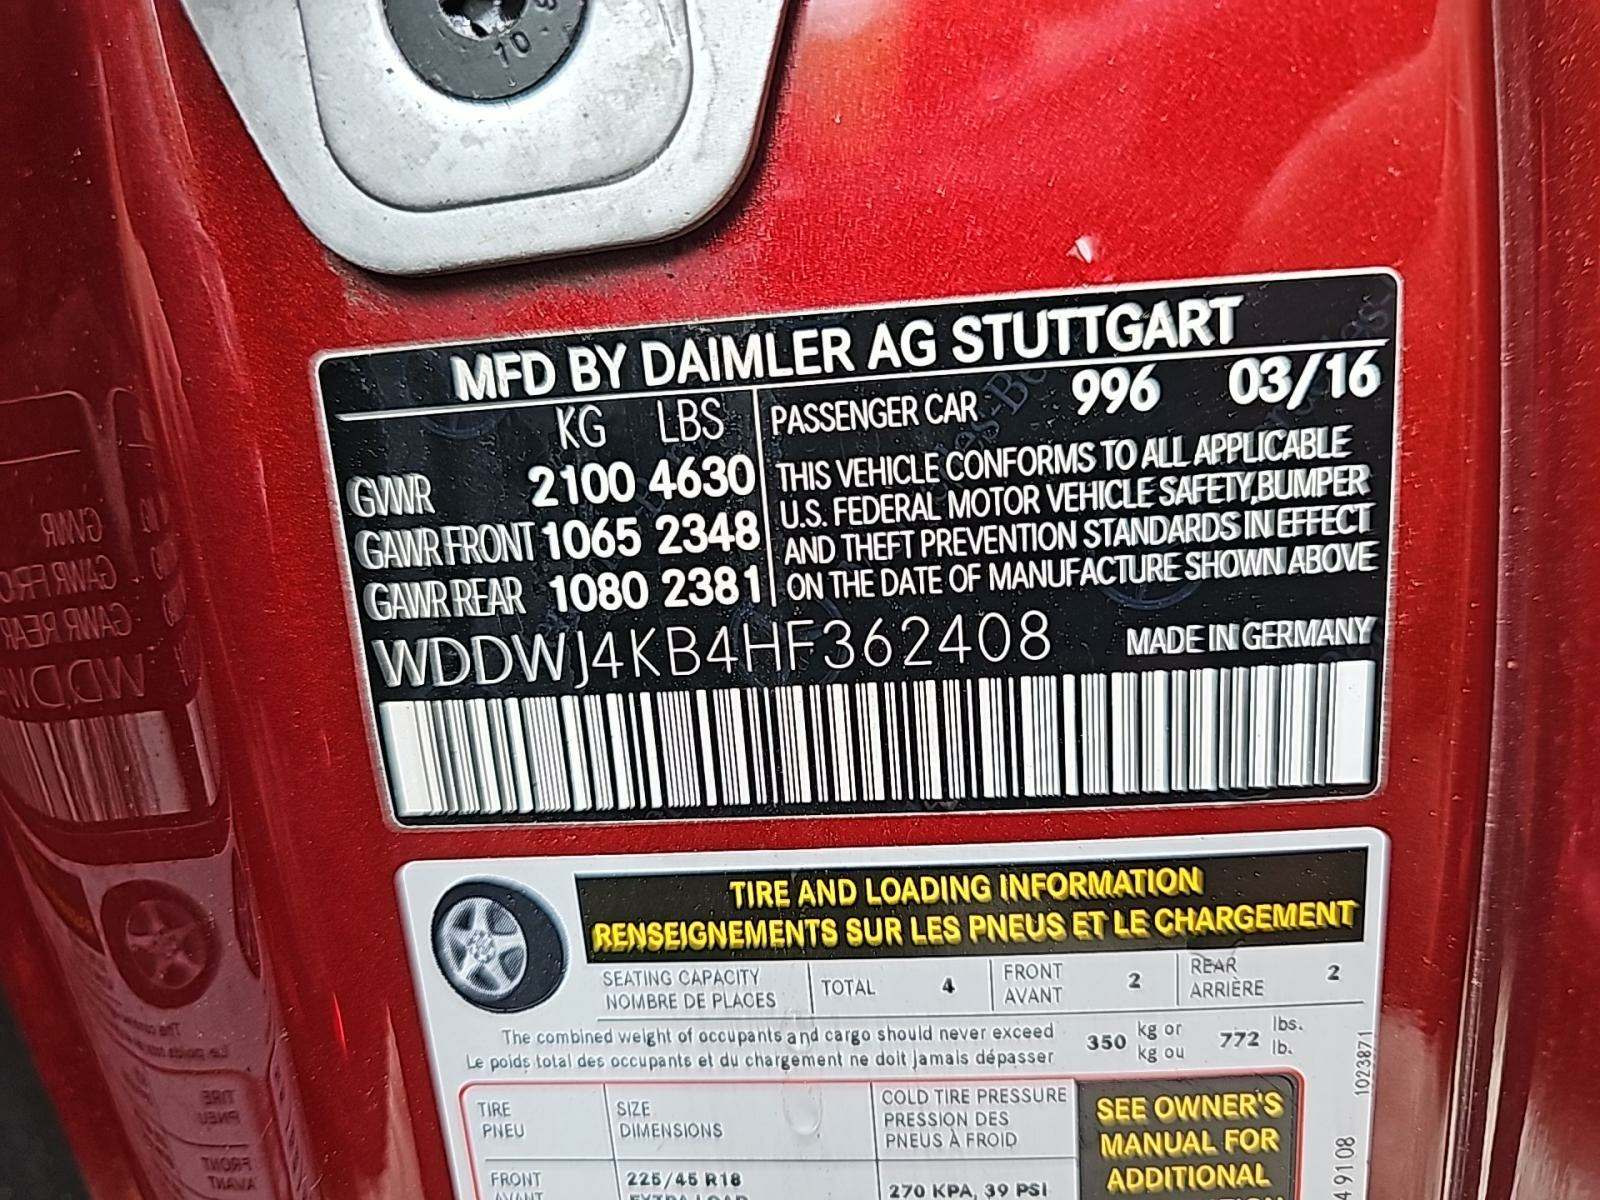 10
MFD BY DAIMLER AG STUTTGART
KG LBS PASSENGER CAR 996 03/16
GVWR 2100 4630
GAWR FRONT 1065 2348
GAWR REAR 1080 2381
THIS VEHICLE CONFORMS TO ALL APPLICABLE
U.S. FEDERAL MOTOR VEHICLE SAFETY, BUMPER
AND THEFT PREVENTION STANDARDS IN EFFECT
ON THE DATE OF MANUFACTURE SHOWN ABOVE
WDDWJ4KB4HF362408 MADE IN GERMANY
TIRE AND LOADING INFORMATION
RENSEIGNEMENTS SUR LES PNEUS ET LE CHARGEMENT
SEATING CAPACITY
NOMBRE DE PLACES
TOTAL 4
FRONT
AVANT
2
REAR
ARRIÈRE
2
The combined weight of occupants and cargo should never exceed
Le poids total des occupants et du chargement ne doit jamais dépasser
350 kg or
kg ou
772 lbs.
lb.
TIRE
PNEU
SIZE
DIMENSIONS
COLD TIRE PRESSURE
PRESSION DES
PNEUS À FROID
SEE OWNER'S
MANUAL FOR
ADDITIONAL
FRONT
AVANT
225/45 R18
EXTRA LOAD
270 KPA, 39 PSI
1023871
49108